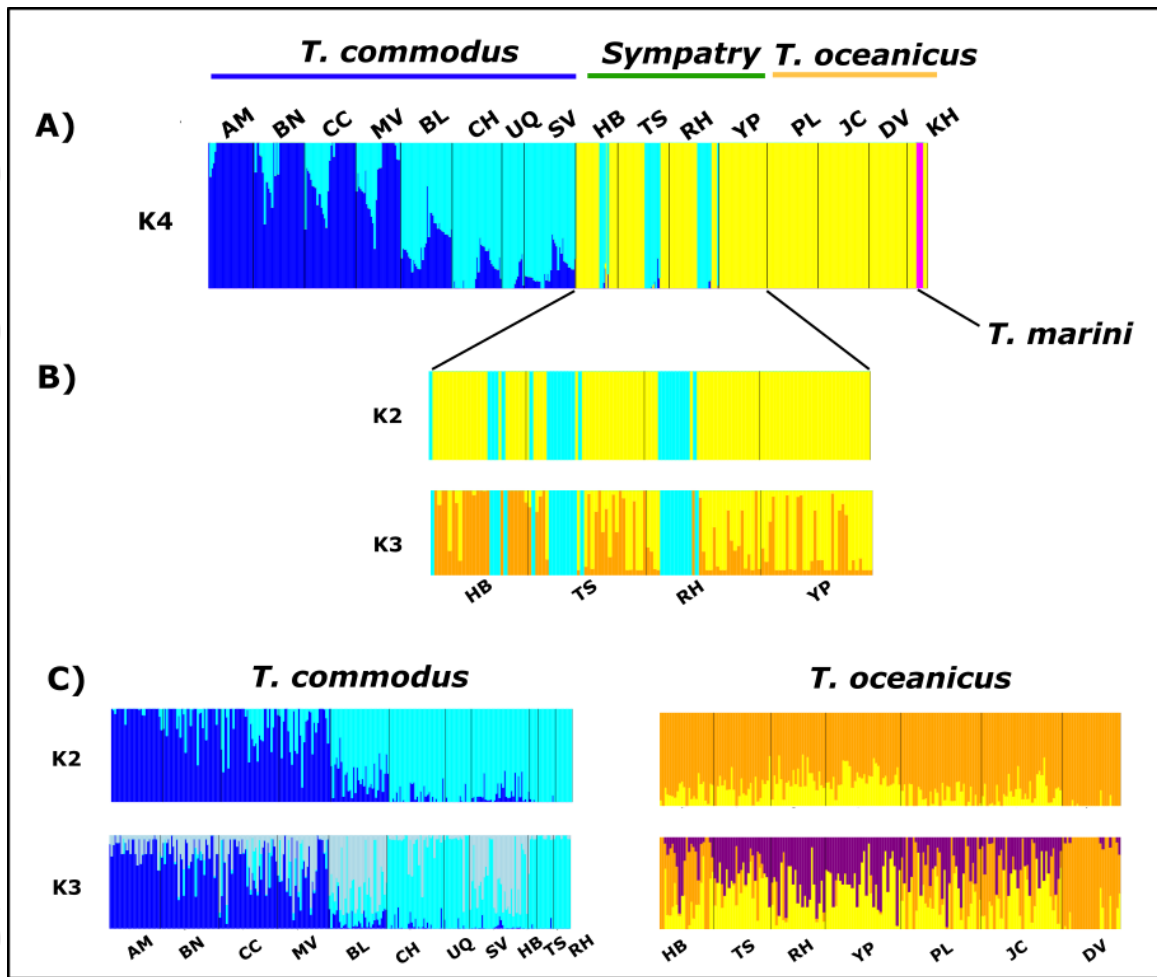 T. commodus Sympatry T. oceanicus
A)
AM BN CC MV BL CH UQ SV HB TS RH YP PL JC DV KH
K4
T. marini
B)
K2
K3
HB TS RH YP
C)
T. commodus T. oceanicus
K2
K3
AM BN CC MV BL CH UQ SV HB TS RH HB TS RH YP PL JC DV